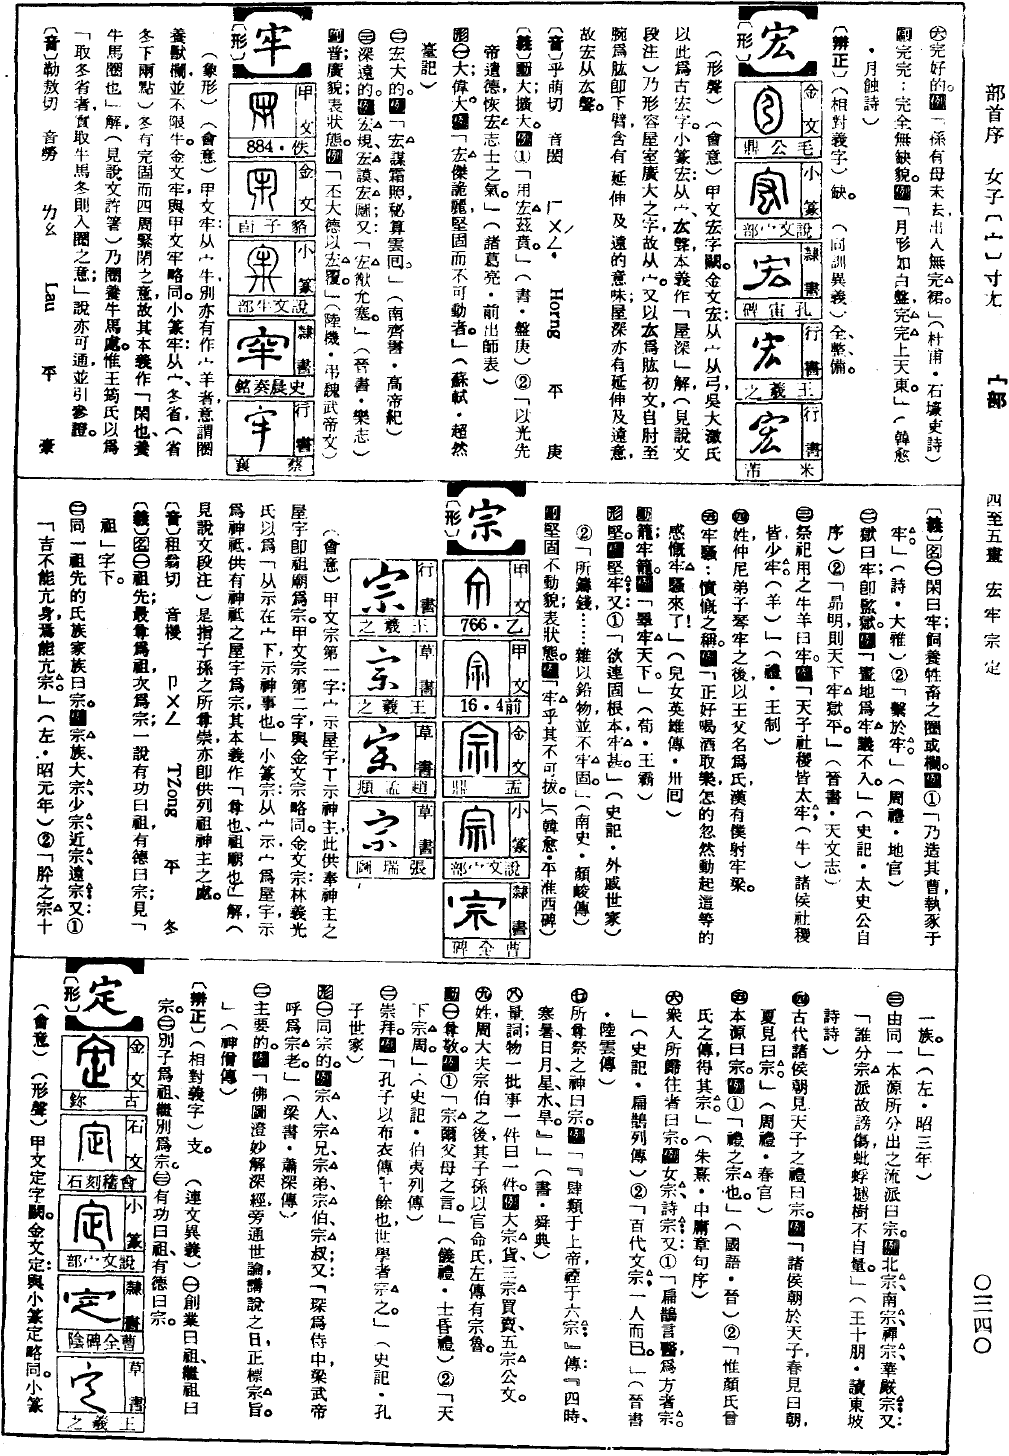 部首序　女子〔宀〕寸尢　宀部　四至五畫　宏牢宗定　〇三四〇
㊅完好的。例「孫有母未去，出入無完裙。」(杜甫・石壕吏詩)
副完完：完全無缺貌。例「月形如白盤，完完上天東。」(韓愈
・月蝕詩)
〔辨正〕(相對義字)缺。　(同訓異義)全、整、備。
【宏】
〔形〕
金文　毛公鼎
小篆　說文宀部
隸書　孔宙碑
行書　王羲之
行書　米芾
(形聲)(會意)甲文宏字闕。金文宏：从宀从弓，吳大澂氏
以此爲古宏字。小篆宏：从宀、厷聲，本義作「屋深」解(見說文
段注)乃形容屋室廣大之字，故从宀。又以厷爲肱初文，自肘至
腕爲肱，卽下臂，含有延伸及遠的意味；屋深亦有延伸及遠意，
故宏从厷聲。
〔音〕乎萌切　音閎　ㄏㄨㄥˊ　Horng　平　庚
〔義〕動大；擴大。例①「用宏茲賁。」(書・盤庚)②「以光先
帝遺德，恢宏志士之氣。」(諸葛亮・前出師表)
形㊀大；偉大。例「宏傑詭麗，堅固而不可動者。」(蘇軾・超然
臺記)
㊁宏大的。例「宏謀霜照，秘算雲回。」(南齊書・高帝紀)
㊂深遠的。例宏規、宏謨、宏願；又「宏猷允塞。」(晉書・樂志)
副普廣貌，表狀態。例「丕大德以宏覆。」(陸機・弔魏武帝文)
【牢】
〔形〕
甲文　佚・884
金文　貉子卣
小篆　說文牛部
隸書　史晨奏銘
行書　蔡襄
(象形)(會意)甲文牢：从宀牛，別亦有作宀羊者，意謂圈
養獸欄，並不限牛。金文牢與甲文牢略同。小篆牢：从宀、冬省(省
冬下兩點)冬有完固而四周緊閉之意，故其本義作「閑也，養
牛馬圈也」解，(見說文許箸)乃圈養牛馬處。惟王筠氏以爲
「取冬省者，實取牛馬冬則入圈之意；」說亦可通，並引參證。
〔音〕勒敖切　音勞　ㄌㄠˊ　Lau　平　豪
〔義〕名㊀閑曰牢；飼養牲畜之圈或欄。例①「乃造其曹，執豕于
牢。」(詩・大雅)②「繫於牢。」(周禮・地官)
㊁獄曰牢；卽監獄。例「畫地爲牢議不入。」(史記・太史公自
序)②「昴明，則天下牢獄平。」(晉書・天文志)
㊂祭祀用之牛羊曰牢。例「天子社稷皆太牢，(牛)諸侯社稷
皆少牢。(羊)」(禮・王制)
㊃姓，仲尼弟子琴牢之後，以王父名爲氏，漢有僕射牢梁。
㊄牢騷：憤慨之稱。例「正好喝酒取樂，怎的忽然動起這等的
感慨牢騷來了！」(兒女英雄傳・卅回)
動籠牢；籠。例「睪牢天下。」(荀・王霸)
形堅。例堅牢；又：①「欲連固根本牢甚。」(史記・外戚世家)
②「所鑄錢……雜以鉛物，並不牢固。」(南史・顏峻傳)
副堅固不動貌，表狀態。例「牢乎其不可拔。」(韓愈・平淮西碑)
【宗】
〔形〕
甲文　乙・766
甲文　前4・16
金文　盂鼎
小篆　說文宀部
隸書　曹全碑
行書　王羲之
草書　王羲之
草書　趙孟頫
草書　張瑞圖
(會意)甲文宗第一字：宀示屋宇，丅示神主，此供奉神主之
屋宇卽祖廟爲宗。甲文宗第二字，與金文宗略同。金文宗：林義光
氏以爲「从示在宀下，示神事也。」小篆宗：从宀示，宀爲屋宇，示
爲神祇，供有神祇之屋宇爲宗，其本義作「尊也，祖廟也」解，(
見說文段注)是指子孫之所尊崇，亦卽供列祖神主之處。
〔音〕祖翁切　音椶　ㄗㄨㄥ　TZong　平　冬
〔義〕名㊀祖先最尊爲祖，次爲宗；一說有功曰祖，有德曰宗；見「
祖」字下。
㊁同一祖先的氏族家族曰宗。例宗族、大宗、少宗、近宗、遠宗；又：①
「吉不能亢身，焉能亢宗。」(左・昭元年)②「肸之宗十
一族。」(左・昭三年)
㊂由同一本源所分出之流派曰宗。例北宗、南宗、禪宗、華嚴宗；又：
「誰分宗派故謗傷，蚍蜉撼樹不自量。」(王十朋・讀東坡
詩詩)
㊃古代諸侯朝見天子之禮曰宗。例「諸侯朝於天子，春見曰朝，
夏見曰宗。」(周禮・春官)
㊄本源曰宗。例①「禮之宗也。」(國語・晉)②「惟顏氏曾
氏之傳得其宗。」(朱熹・中庸章句序)
㊅衆人所歸往者曰宗。例女宗、詩宗；又：①「扁鵲言醫，爲方者宗。
」(史記・扁鵲列傳)②「百代文宗，一人而已。」(晉書
・陸雲傳)
㊆所尊祭之神曰宗。例「『肆類于上帝，禋于六宗；』傳『四時、
寒暑、日、月、星、水旱。』」(書・舜典)
㊇量詞，物一批事一件曰一件。例大宗貨、三宗買賣、五宗公文。
㊈姓，周大夫宗伯之後，其子孫以官命氏，左傳有宗魯。
動㊀尊敬。例①「宗爾父母之言。」(儀禮・士昏禮)②「天
下宗周。」(史記・伯夷列傳)
㊁崇拜。例「孔子以布衣傳十餘世，學者宗之。」(史記・孔
子世家)
形㊀同宗的。例宗人、宗兄、宗弟、宗伯、宗叔；又「琛爲侍中，梁武帝
呼爲宗老。」(梁書・蕭琛傳)
㊁主要的。例「佛圖澄妙解深經，旁通世論，講說之日，正標宗旨。
」(神僧傳)
〔辨正〕(相對義字)支。　(連文異義)㊀創業曰祖，繼祖曰
宗。㊁別子爲祖，繼別爲宗。㊂有功曰祖，有德曰宗。
【定】
〔形〕
金文　古鉨
石文　會稽刻石
小篆　說文宀部
隸書　曹全碑陰
草書　王羲之
(會意)(形聲)甲文定字闕。金文定：與小篆定略同。小篆